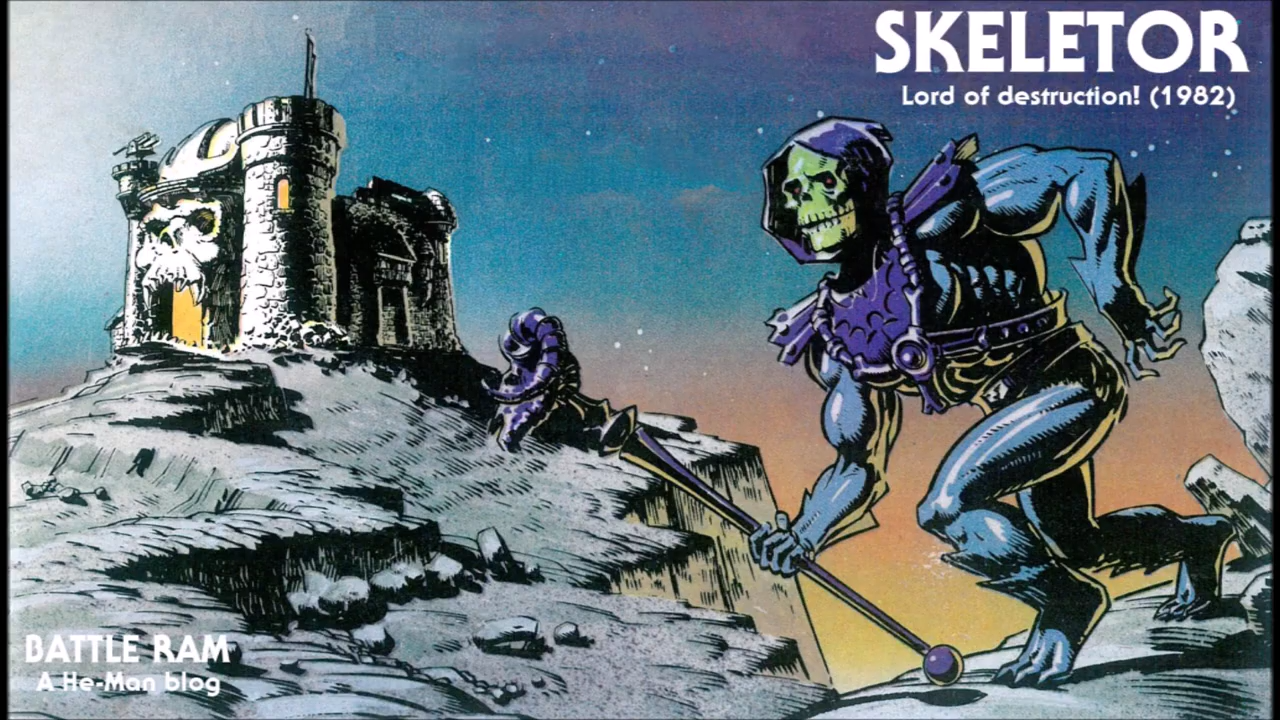 SKELETOR
Lord of destruction! (1982)
BATTLE RAM
A He-Man blog